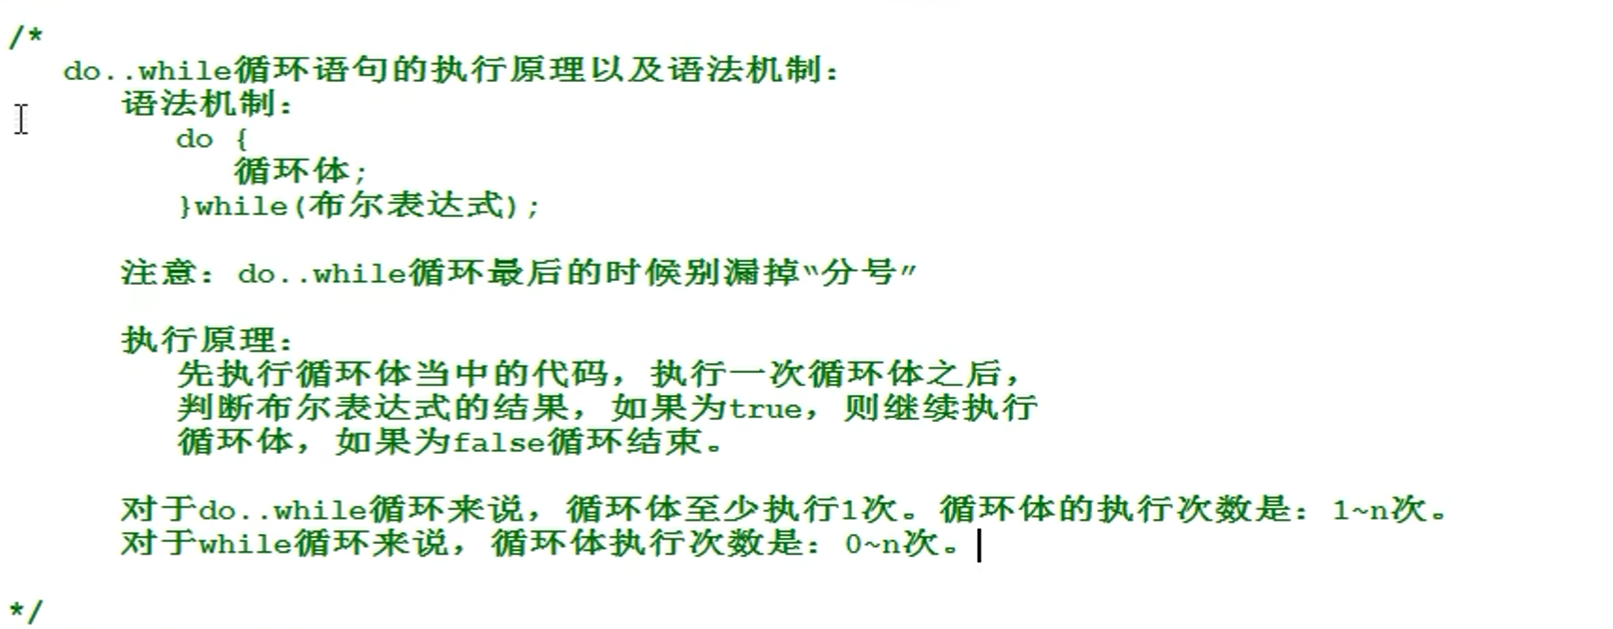 /*
do..while循环语句的执行原理以及语法机制：
语法机制：
do {
循环体;
}while(布尔表达式);
注意：do..while循环最后的时候别漏掉“分号”
执行原理：
先执行循环体当中的代码，执行一次循环体之后，
判断布尔表达式的结果，如果为true，则继续执行
循环体，如果为false循环结束。
对于do..while循环来说，循环体至少执行1次。循环体的执行次数是：1~n次。
对于while循环来说，循环体执行次数是：0~n次。
*/